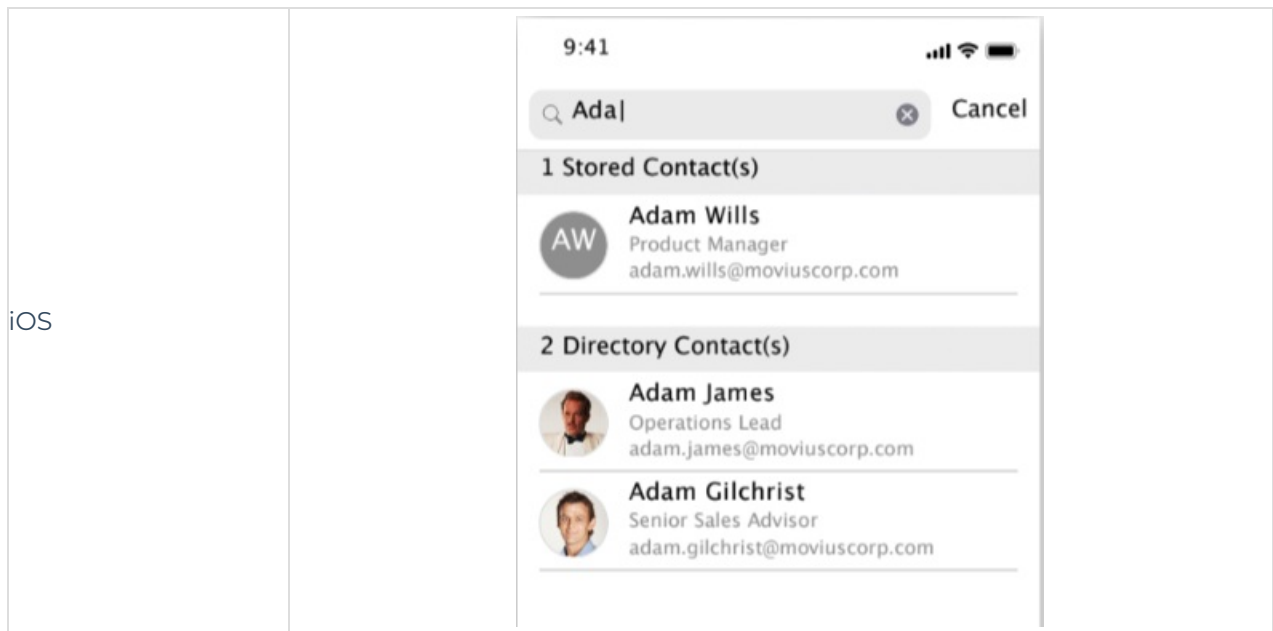 iOS
9:41
Ada
Cancel
1 Stored Contact(s)
AW
Adam Wills
Product Manager
adam.wills@moviuscorp.com
2 Directory Contact(s)
Adam James
Operations Lead
adam.james@moviuscorp.com
Adam Gilchrist
Senior Sales Advisor
adam.gilchrist@moviuscorp.com